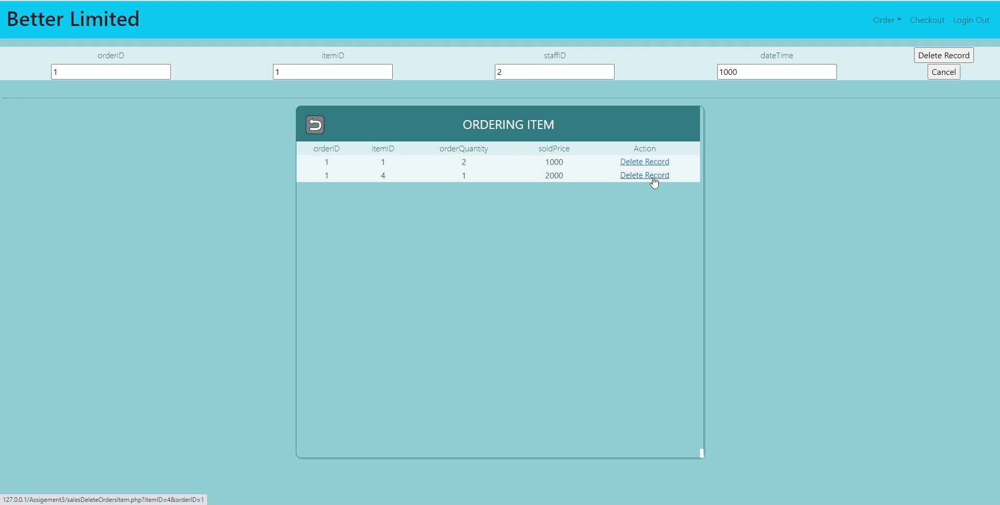 Better Limited
Order Checkout Login Out
orderID itemID staffID dateTime Delete Record
1 1 2 1000 Cancel
ORDERING ITEM
orderID itemID orderQuantity soldPrice Action
1 1 2 1000 Delete Record
1 4 1 2000 Delete Record
127.0.0.1/Assigement3/salesDeleteOrdersItem.php?itemID=4&orderID=1